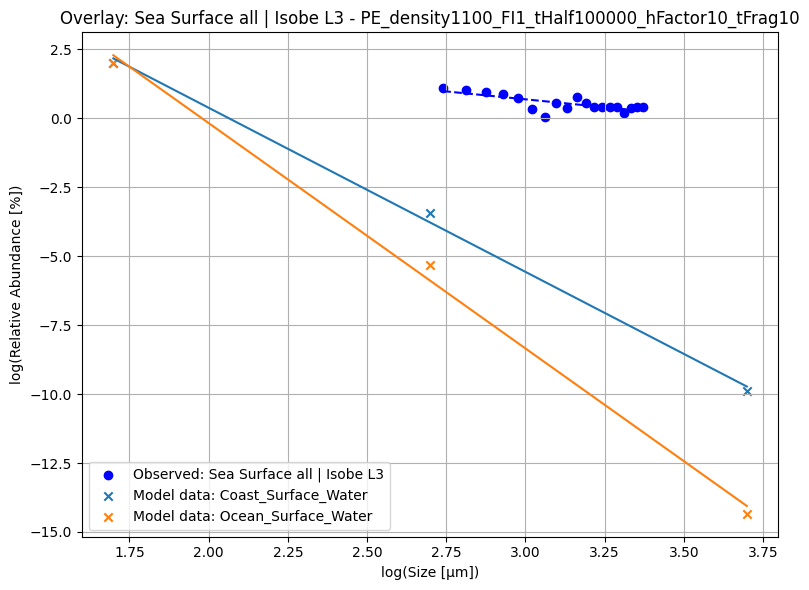 Overlay: Sea Surface all | Isobe L3 - PE_density1100_FI1_tHalf100000_hFactor10_tFrag10
log(Relative Abundance [%])
2.5
0.0
−2.5
−5.0
−7.5
−10.0
−12.5
−15.0
Observed: Sea Surface all | Isobe L3
Model data: Coast_Surface_Water
Model data: Ocean_Surface_Water
1.75
2.00
2.25
2.50
2.75
3.00
3.25
3.50
3.75
log(Size [μm])